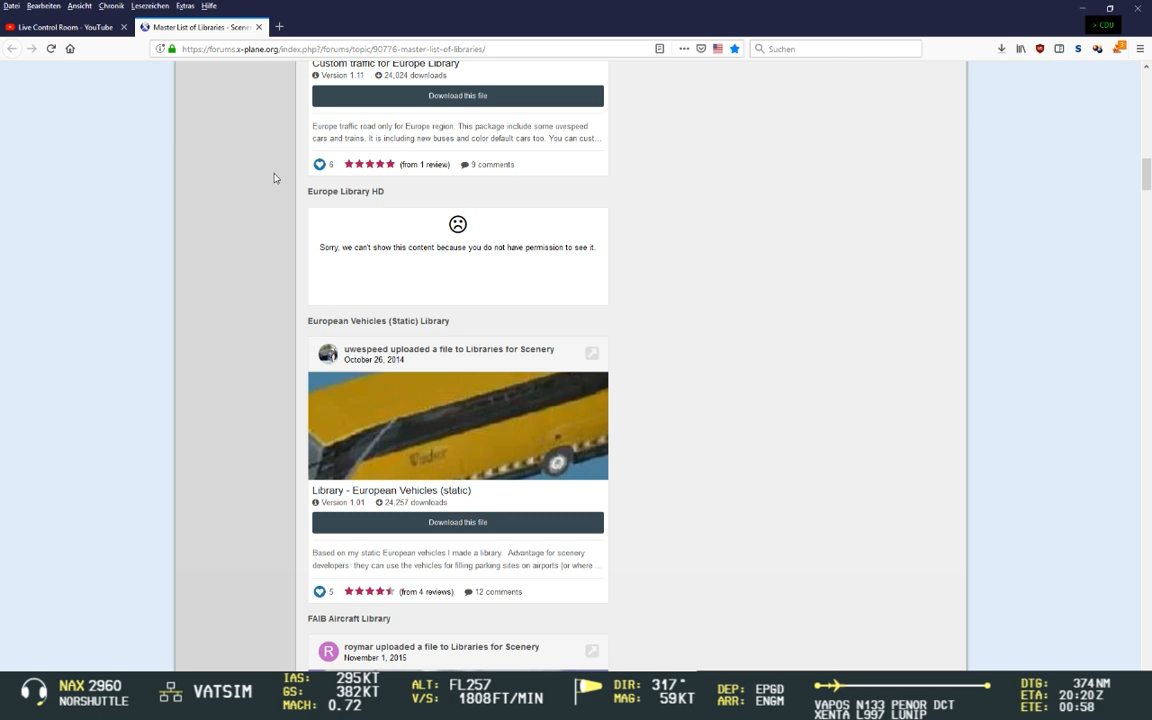 Datei Bearbeiten Ansicht Chronik Lesezeichen Extras Hilfe
Live Control Room - YouTube
Master List of Libraries - Scene
> CDU
https://forums.x-plane.org/index.php?/forums/topic/90776-master-list-of-libraries/
Suchen
S
3
Custom traffic for Europe Library
Version 1.11 24,024 downloads
Download this file
Europe traffic road only for Europe region. This package include some uvespeed
cars and trains. It is including new buses and color default cars too. You can cust...
6 (from 1 review) 9 comments
Europe Library HD
Sorry, we can't show this content because you do not have permission to see it.
European Vehicles (Static) Library
uwespeed uploaded a file to Libraries for Scenery
October 26, 2014
Library - European Vehicles (static)
Version 1.01 24,257 downloads
Download this file
Based on my static European vehicles I made a library. Advantage for scenery
developers: they can use the vehicles for filling parking sites on airports (or where ...
5 (from 4 reviews) 12 comments
FAIB Aircraft Library
R
roymar uploaded a file to Libraries for Scenery
November 1, 2015
NAX 2960
NORSHUTTLE
VATSIM
IAS: 295KT
GS: 382KT
MACH: 0.72
ALT: FL257
V/S: 1808FT/MIN
DIR: 317°
MAG: 59KT
DEP: EPGD
ARR: ENGM
VAPOS N133 PENOR DCT
XENTA L997 LUNIP
DTG: 374NM
ETA: 20:20Z
ETE: 00:58